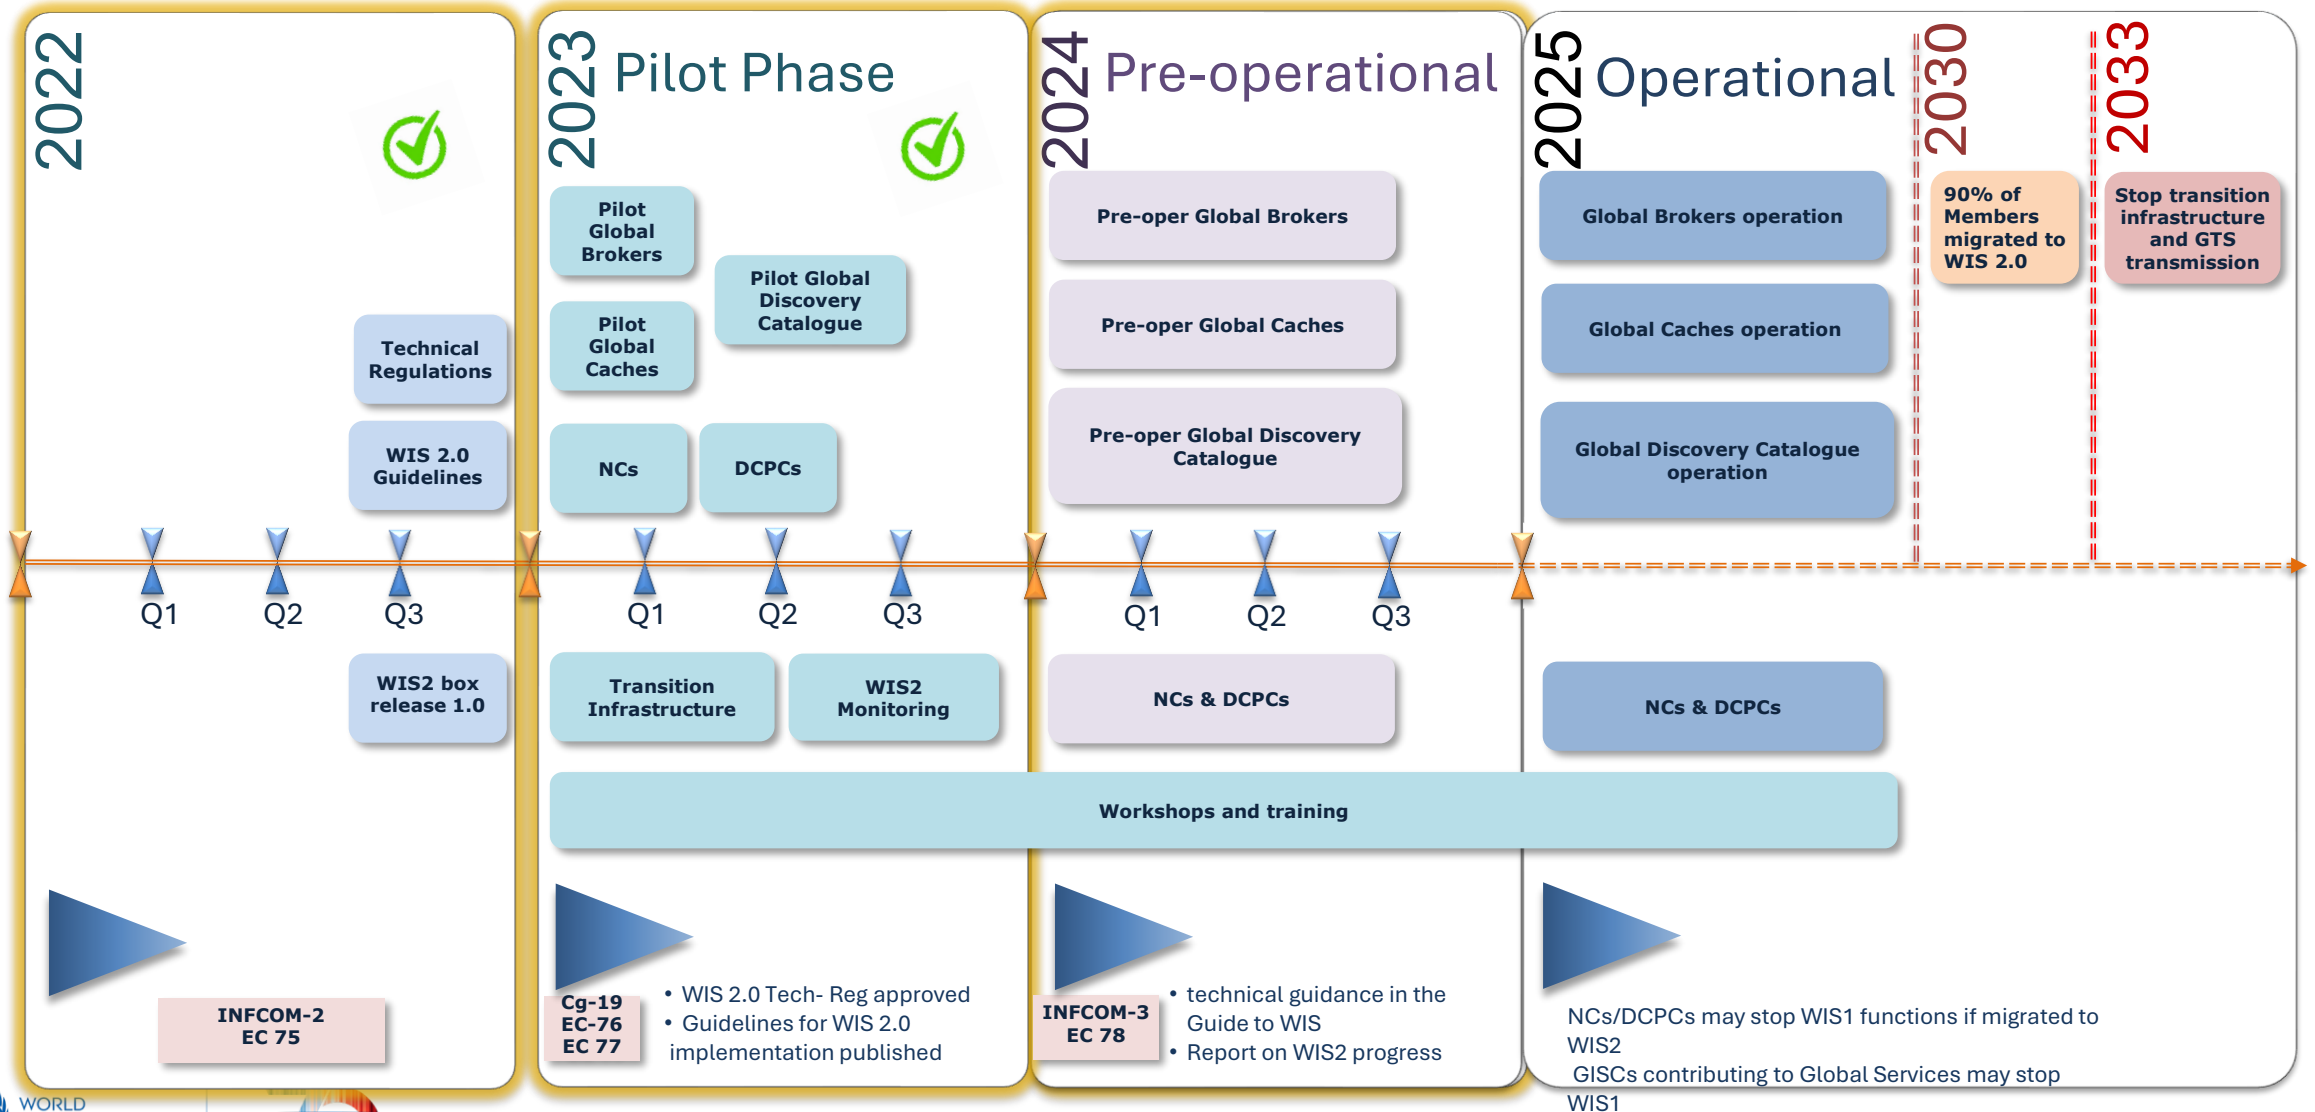 2022
2023
Pilot Phase
2024
Pre-operational
2025
Operational
2030
2033
Technical
Regulations
WIS 2.0
Guidelines
Pilot
Global
Brokers
Pilot Global
Discovery
Catalogue
Pilot
Global
Caches
NCs
DCPCs
Pre-oper Global Brokers
Pre-oper Global Caches
Pre-oper Global Discovery
Catalogue
Global Brokers operation
Global Caches operation
Global Discovery Catalogue
operation
90% of
Members
migrated to
WIS 2.0
Stop transition
infrastructure
and GTS
transmission
Q1
Q2
Q3
Q1
Q2
Q3
Q1
Q2
Q3
WIS2 box
release 1.0
Transition
Infrastructure
WIS2
Monitoring
NCs & DCPCs
NCs & DCPCs
Workshops and training
INFCOM-2
EC 75
Cg-19
EC-76
EC 77
• WIS 2.0 Tech- Reg approved
• Guidelines for WIS 2.0
implementation published
INFCOM-3
EC 78
• technical guidance in the
Guide to WIS
• Report on WIS2 progress
NCs/DCPCs may stop WIS1 functions if migrated to
WIS2
GISCs contributing to Global Services may stop
WIS1
WORLD